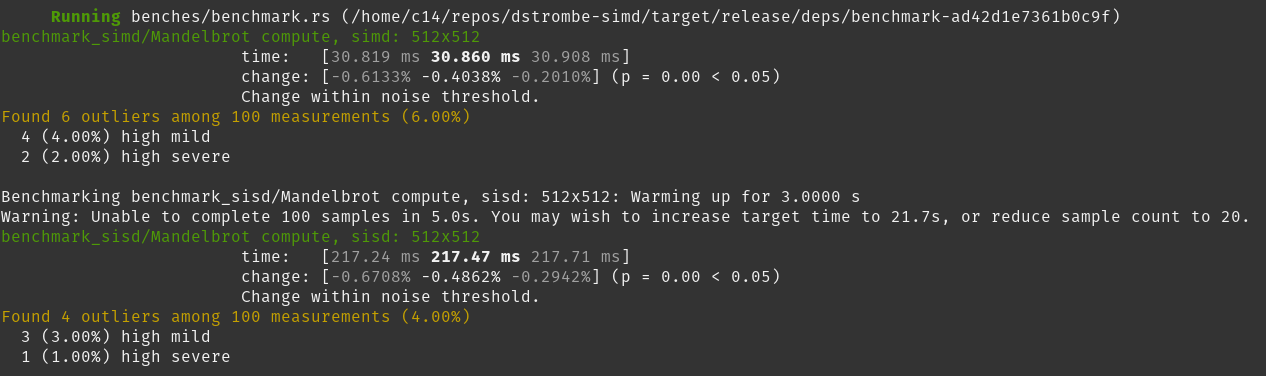 Running benches/benchmark.rs (/home/c14/repos/dstrombe-simd/target/release/deps/benchmark-ad42d1e7361b0c9f)
benchmark_simd/Mandelbrot compute, simd: 512x512
time: [30.819 ms 30.860 ms 30.908 ms]
change: [-0.6133% -0.4038% -0.2010%] (p = 0.00 < 0.05)
Change within noise threshold.
Found 6 outliers among 100 measurements (6.00%)
4 (4.00%) high mild
2 (2.00%) high severe
Benchmarking benchmark_sisd/Mandelbrot compute, sisd: 512x512: Warming up for 3.0000 s
Warning: Unable to complete 100 samples in 5.0s. You may wish to increase target time to 21.7s, or reduce sample count to 20.
benchmark_sisd/Mandelbrot compute, sisd: 512x512
time: [217.24 ms 217.47 ms 217.71 ms]
change: [-0.6708% -0.4862% -0.2942%] (p = 0.00 < 0.05)
Change within noise threshold.
Found 4 outliers among 100 measurements (4.00%)
3 (3.00%) high mild
1 (1.00%) high severe